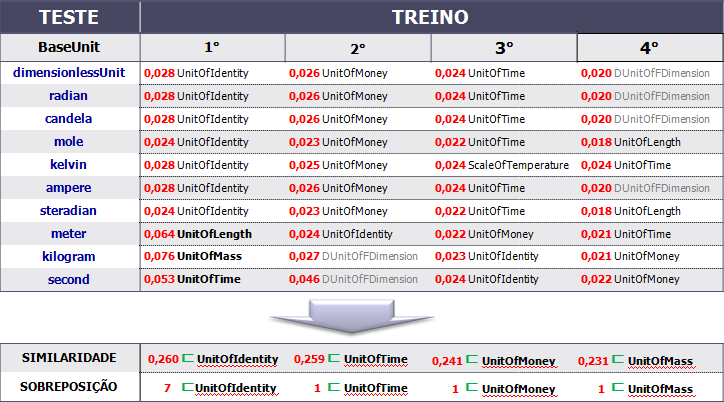 TESTE TREINO
BaseUnit 1° 2° 3° 4°
dimensionlessUnit 0,028 UnitOfIdentity 0,026 UnitOfMoney 0,024 UnitOfTime 0,020 DUnitOfFDimension
radian 0,028 UnitOfIdentity 0,026 UnitOfMoney 0,024 UnitOfTime 0,020 DUnitOfFDimension
candela 0,028 UnitOfIdentity 0,026 UnitOfMoney 0,024 UnitOfTime 0,020 DUnitOfFDimension
mole 0,024 UnitOfIdentity 0,023 UnitOfMoney 0,022 UnitOfTime 0,018 UnitOfLength
kelvin 0,028 UnitOfIdentity 0,025 UnitOfMoney 0,024 ScaleOfTemperature 0,024 UnitOfTime
ampere 0,028 UnitOfIdentity 0,026 UnitOfMoney 0,024 UnitOfTime 0,020 DUnitOfFDimension
steradian 0,024 UnitOfIdentity 0,023 UnitOfMoney 0,022 UnitOfTime 0,018 UnitOfLength
meter 0,064 UnitOfLength 0,024 UnitOfIdentity 0,022 UnitOfMoney 0,021 UnitOfTime
kilogram 0,076 UnitOfMass 0,027 DUnitOfFDimension 0,023 UnitOfIdentity 0,021 UnitOfMoney
second 0,053 UnitOfTime 0,046 DUnitOfFDimension 0,024 UnitOfIdentity 0,022 UnitOfMoney
SIMILARIDADE 0,260 ⊏ UnitOfIdentity 0,259 ⊏ UnitOfTime 0,241 ⊏ UnitOfMoney 0,231 ⊏ UnitOfMass
SOBREPOSIÇÃO 7 ⊏ UnitOfIdentity 1 ⊏ UnitOfTime 1 ⊏ UnitOfMoney 1 ⊏ UnitOfMass